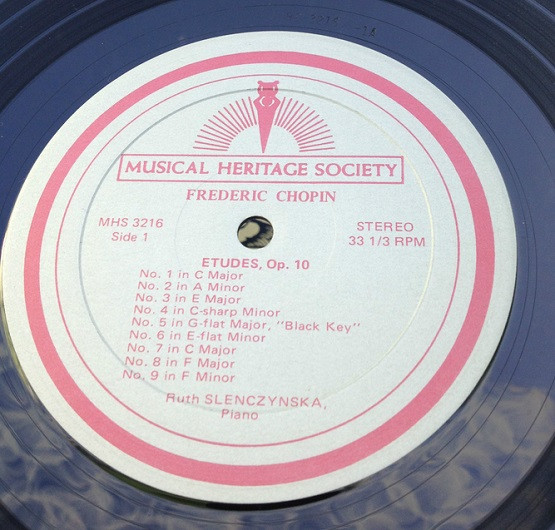 MUSICAL HERITAGE SOCIETY
FREDERIC CHOPIN
MHS 3216
Side 1
STEREO
33 1/3 RPM
ETUDES, Op. 10
No. 1 in C Major
No. 2 in A Minor
No. 3 in E Major
No. 4 in C-sharp Minor
No. 5 in G-flat Major, "Black Key"
No. 6 in E-flat Minor
No. 7 in C Major
No. 8 in F Major
No. 9 in F Minor
Ruth SLENCZYNSKA,
Piano